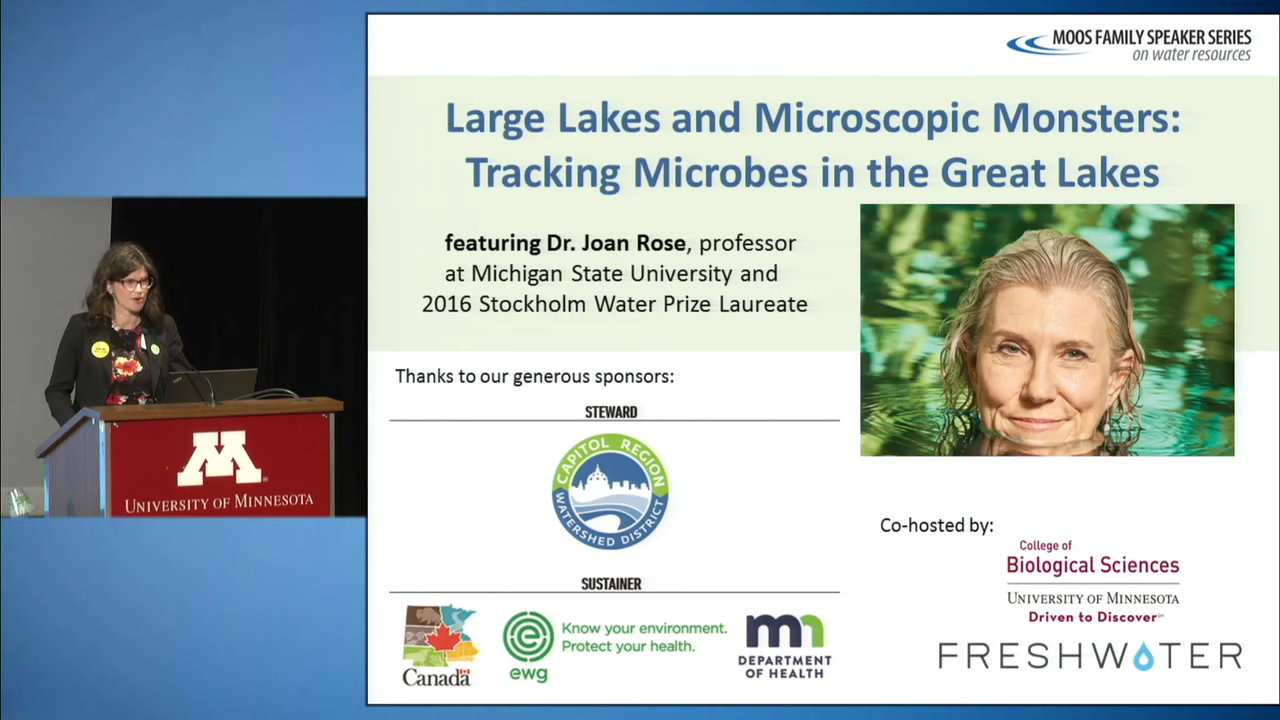 MOOS FAMILY SPEAKER SERIES
on water resources
Large Lakes and Microscopic Monsters:
Tracking Microbes in the Great Lakes
featuring Dr. Joan Rose, professor
at Michigan State University and
2016 Stockholm Water Prize Laureate
Thanks to our generous sponsors:
STEWARD
CAPITOL REGION
WATERSHED DISTRICT
SUSTAINER
Canada
ewg
Know your environment.
Protect your health.
mn
DEPARTMENT
OF HEALTH
Co-hosted by:
College of
Biological Sciences
UNIVERSITY OF MINNESOTA
Driven to Discover
FRESHWATER
M
UNIVERSITY OF MINNESOTA